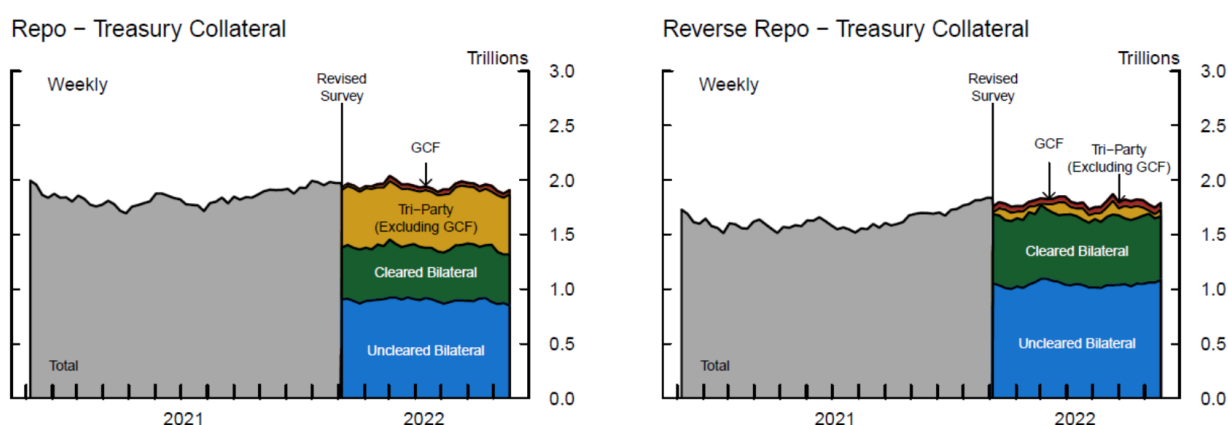 Repo − Treasury Collateral
Trillions
Weekly
Revised
Survey
3.0
2.5
2.0
1.5
1.0
0.5
0.0
GCF
Tri−Party
(Excluding GCF)
Cleared Bilateral
Uncleared Bilateral
Total
2021
2022
Reverse Repo − Treasury Collateral
Trillions
Weekly
Revised
Survey
3.0
2.5
2.0
1.5
1.0
0.5
0.0
GCF
Tri−Party
(Excluding GCF)
Cleared Bilateral
Uncleared Bilateral
Total
2021
2022